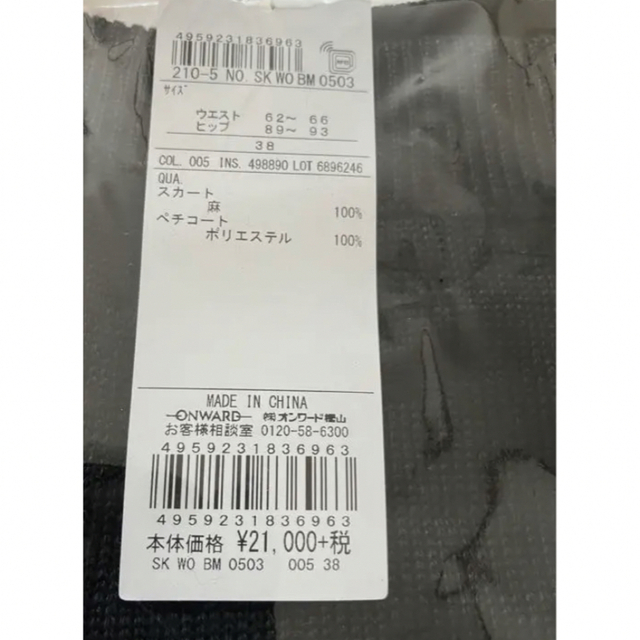 4959231836963
210-5 NO. SK WO BM 0503
サイズ
ウエスト 62～ 66
ヒップ 89～ 93
38
COL. 005 INS. 498890 LOT 6896246
QUA.
スカート
麻 100%
ペチコート
ポリエステル 100%
MADE IN CHINA
ONWARD ㈱オンワード樫山
お客様相談室 0120-58-6300
4959231836963
4959231836963
本体価格 ¥21,000+税
SK WO BM 0503 005 38